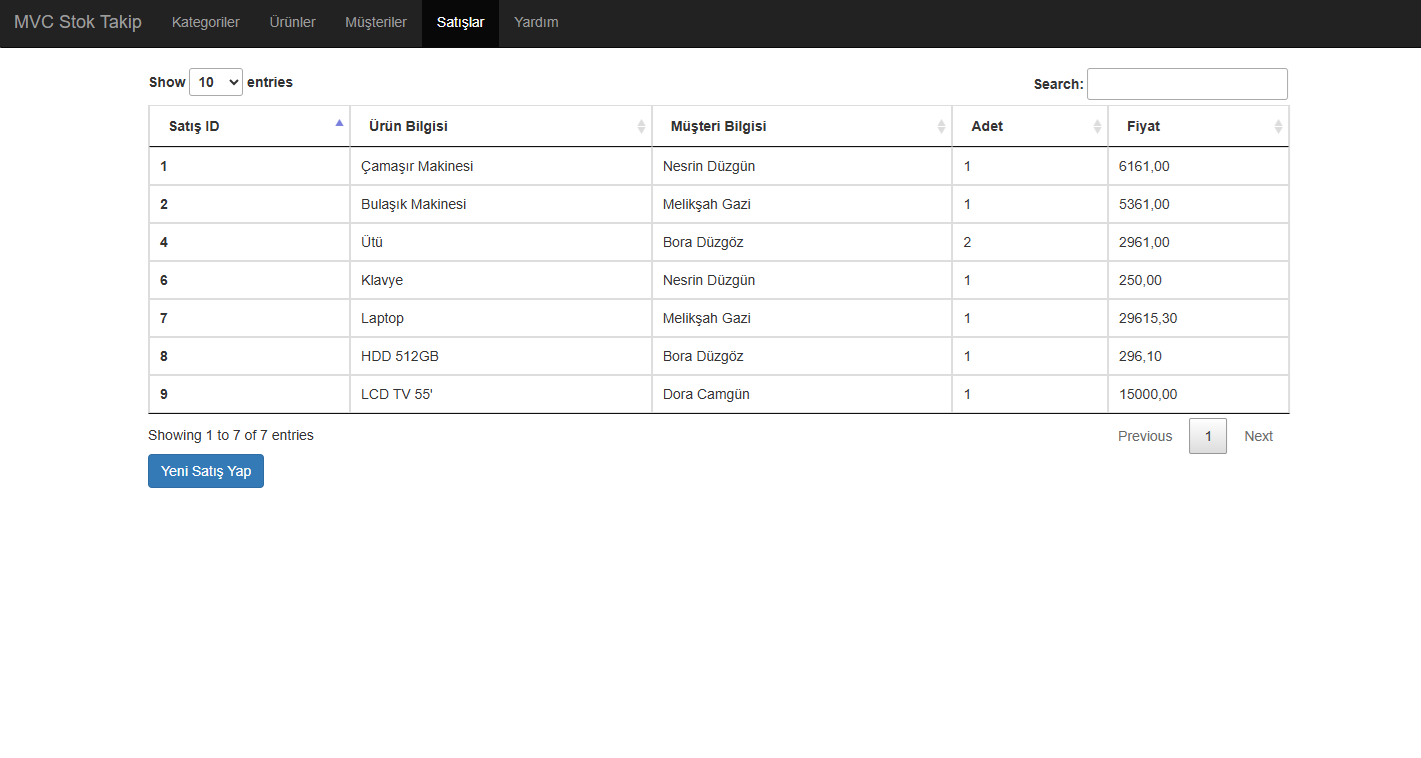 MVC Stok Takip Kategoriler Ürünler Müşteriler Satışlar Yardım
Show 10 entries Search:
Satış ID Ürün Bilgisi Müşteri Bilgisi Adet Fiyat
1 Çamaşır Makinesi Nesrin Düzgün 1 6161,00
2 Bulaşık Makinesi Melikşah Gazi 1 5361,00
4 Ütü Bora Düzgöz 2 2961,00
6 Klavye Nesrin Düzgün 1 250,00
7 Laptop Melikşah Gazi 1 29615,30
8 HDD 512GB Bora Düzgöz 1 296,10
9 LCD TV 55' Dora Camgün 1 15000,00
Showing 1 to 7 of 7 entries Previous 1 Next
Yeni Satış Yap